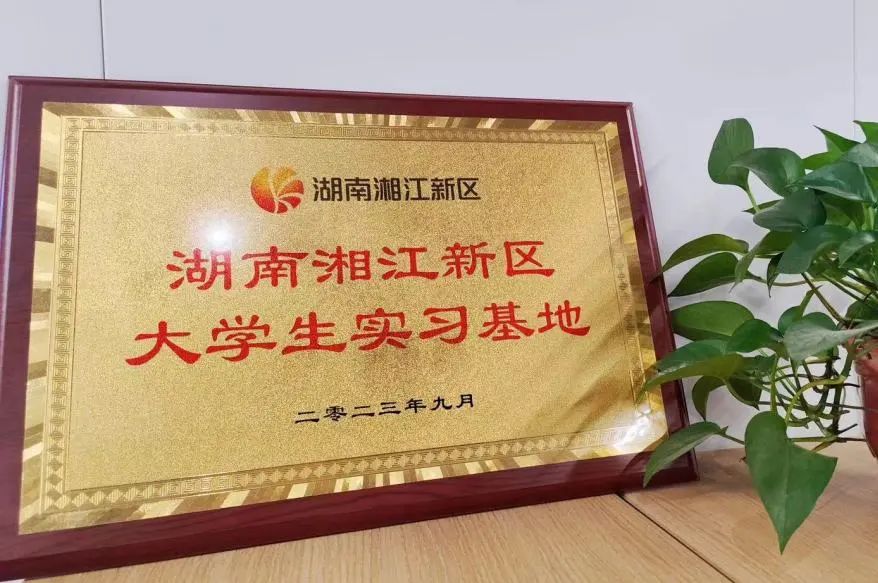 湖南湘江新区
湖南湘江新区
大学生实习基地
二零二三年九月